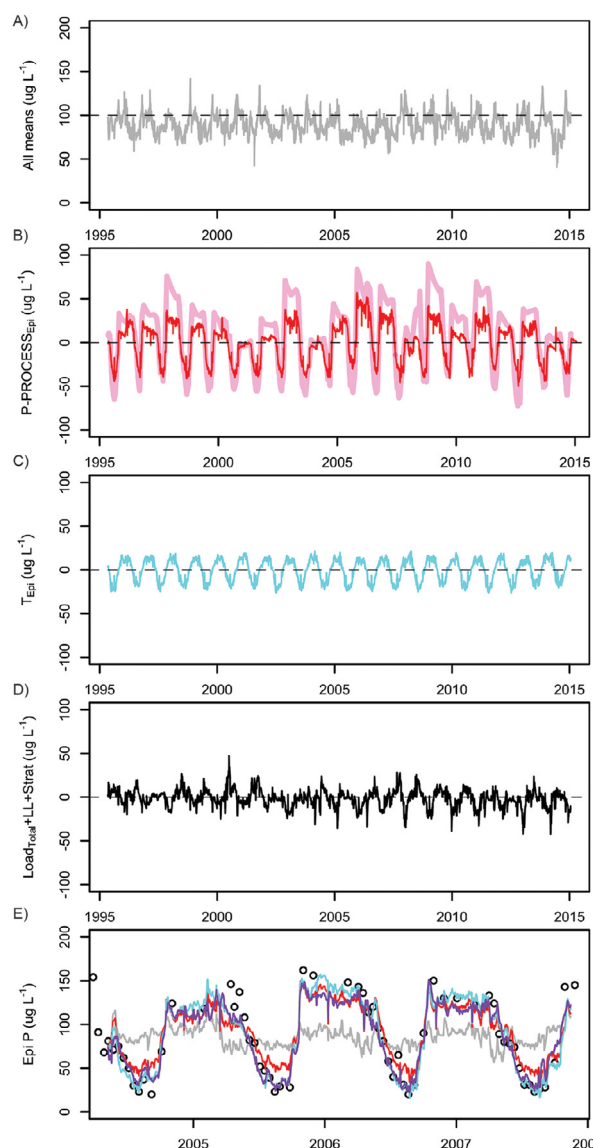 A)
All means (ug L-1)
200
150
100
50
0
1995 2000 2005 2010 2015
B)
P-PROCESSEpi (ug L-1)
100
50
0
-50
-100
1995 2000 2005 2010 2015
C)
TEpi (ug L-1)
100
50
0
-50
-100
1995 2000 2005 2010 2015
D)
LoadTotal+LL+Strat (ug L-1)
100
50
0
-50
-100
1995 2000 2005 2010 2015
E)
Epi P (ug L-1)
200
150
100
50
0
2005 2006 2007 200